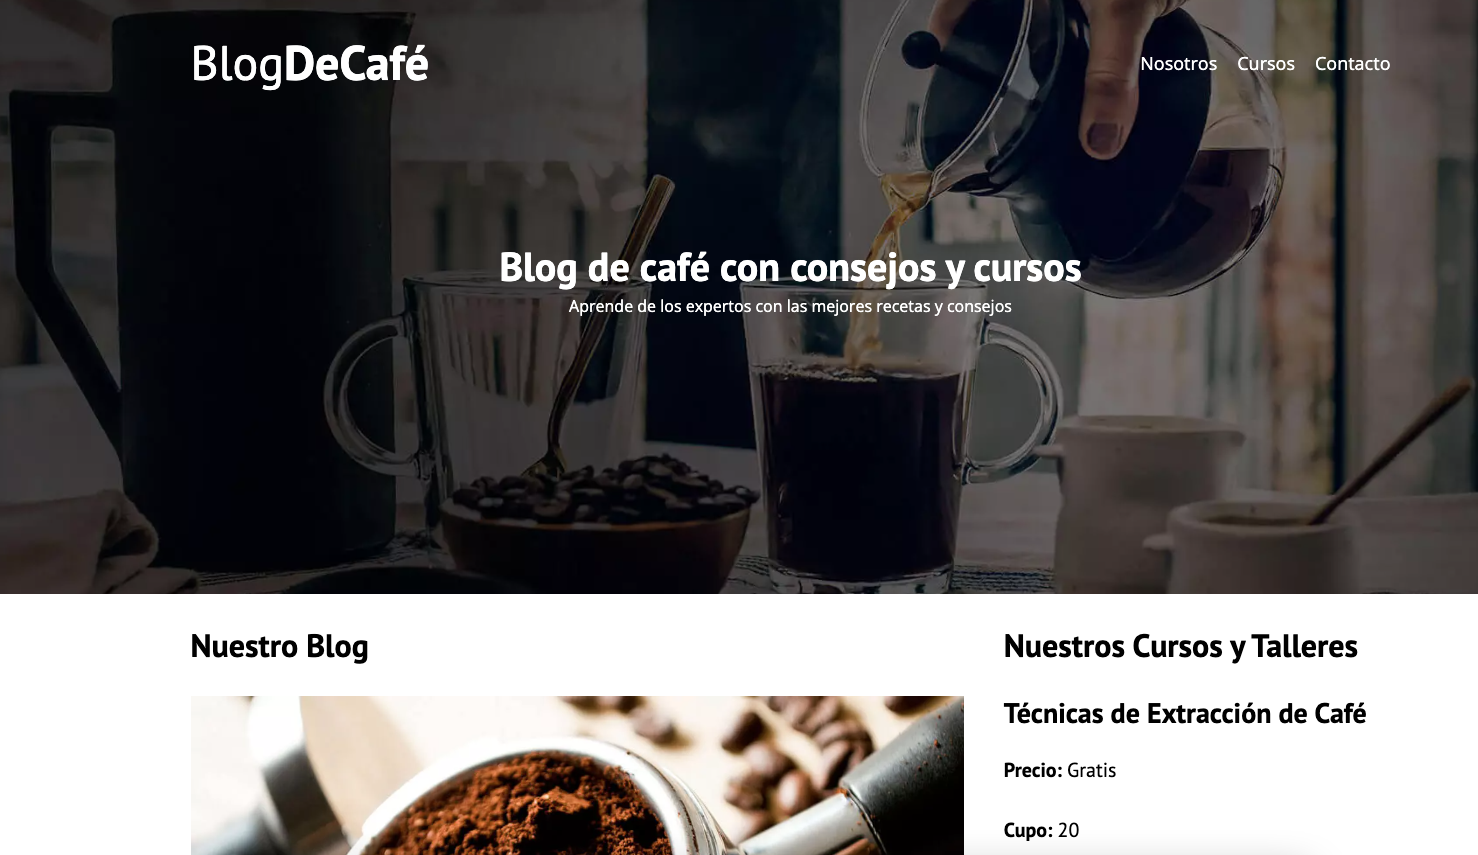 BlogDeCafé
Nosotros Cursos Contacto
Blog de café con consejos y cursos
Aprende de los expertos con las mejores recetas y consejos
Nuestro Blog
Nuestros Cursos y Talleres
Técnicas de Extracción de Café
Precio: Gratis
Cupo: 20